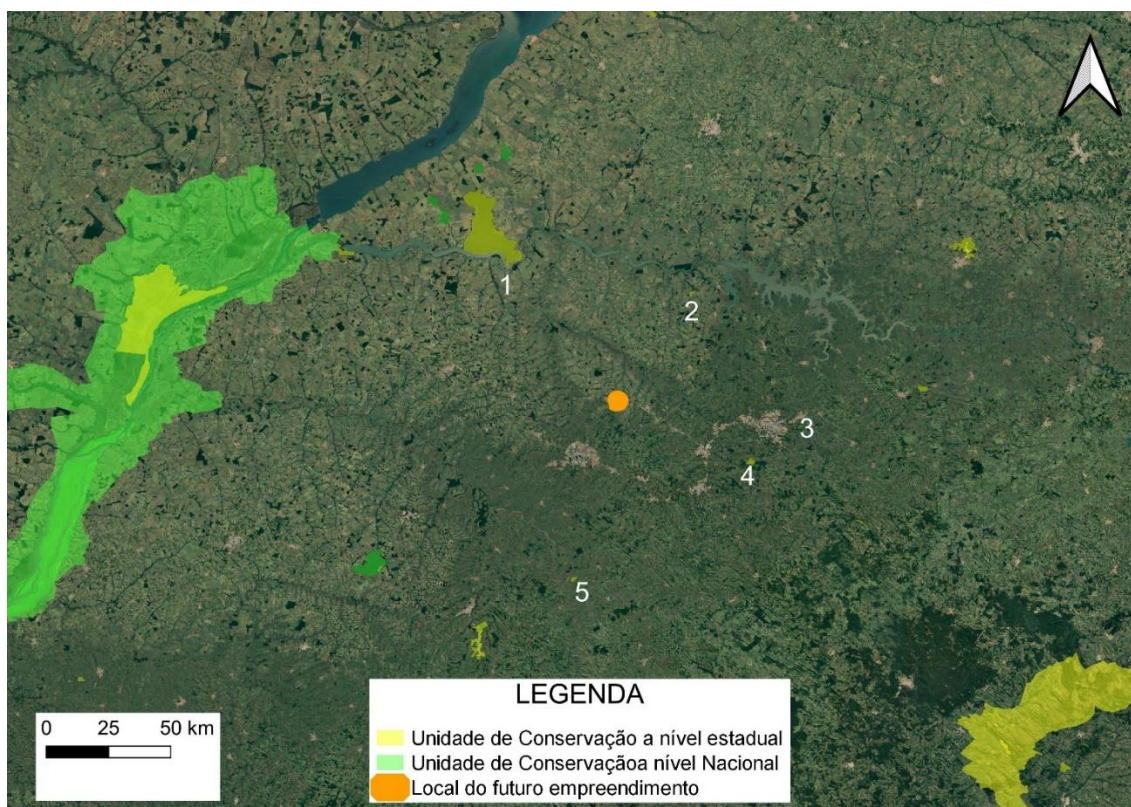 1
2
3
4
5
0 25 50 km
LEGENDA
Unidade de Conservação a nível estadual
Unidade de Conservaçãoa nível Nacional
Local do futuro empreendimento